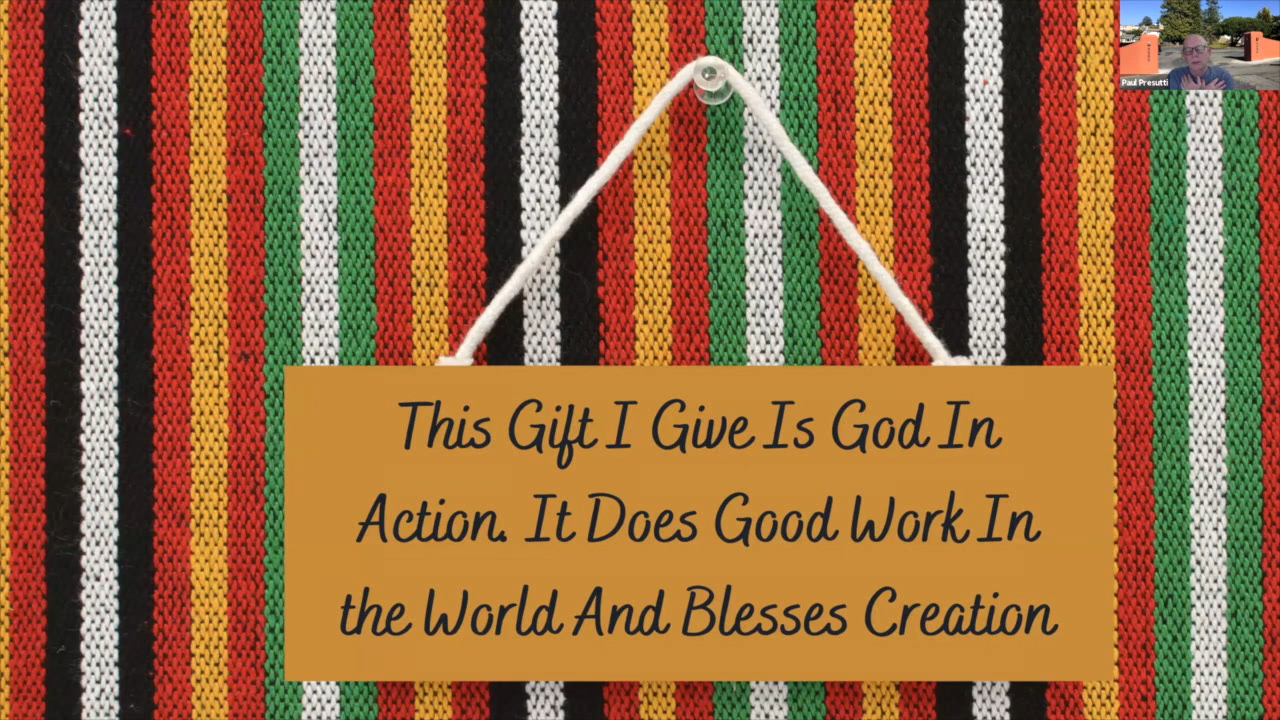 Paul Presutti
This Gift I Give Is God In
Action. It Does Good Work In
the World And Blesses Creation